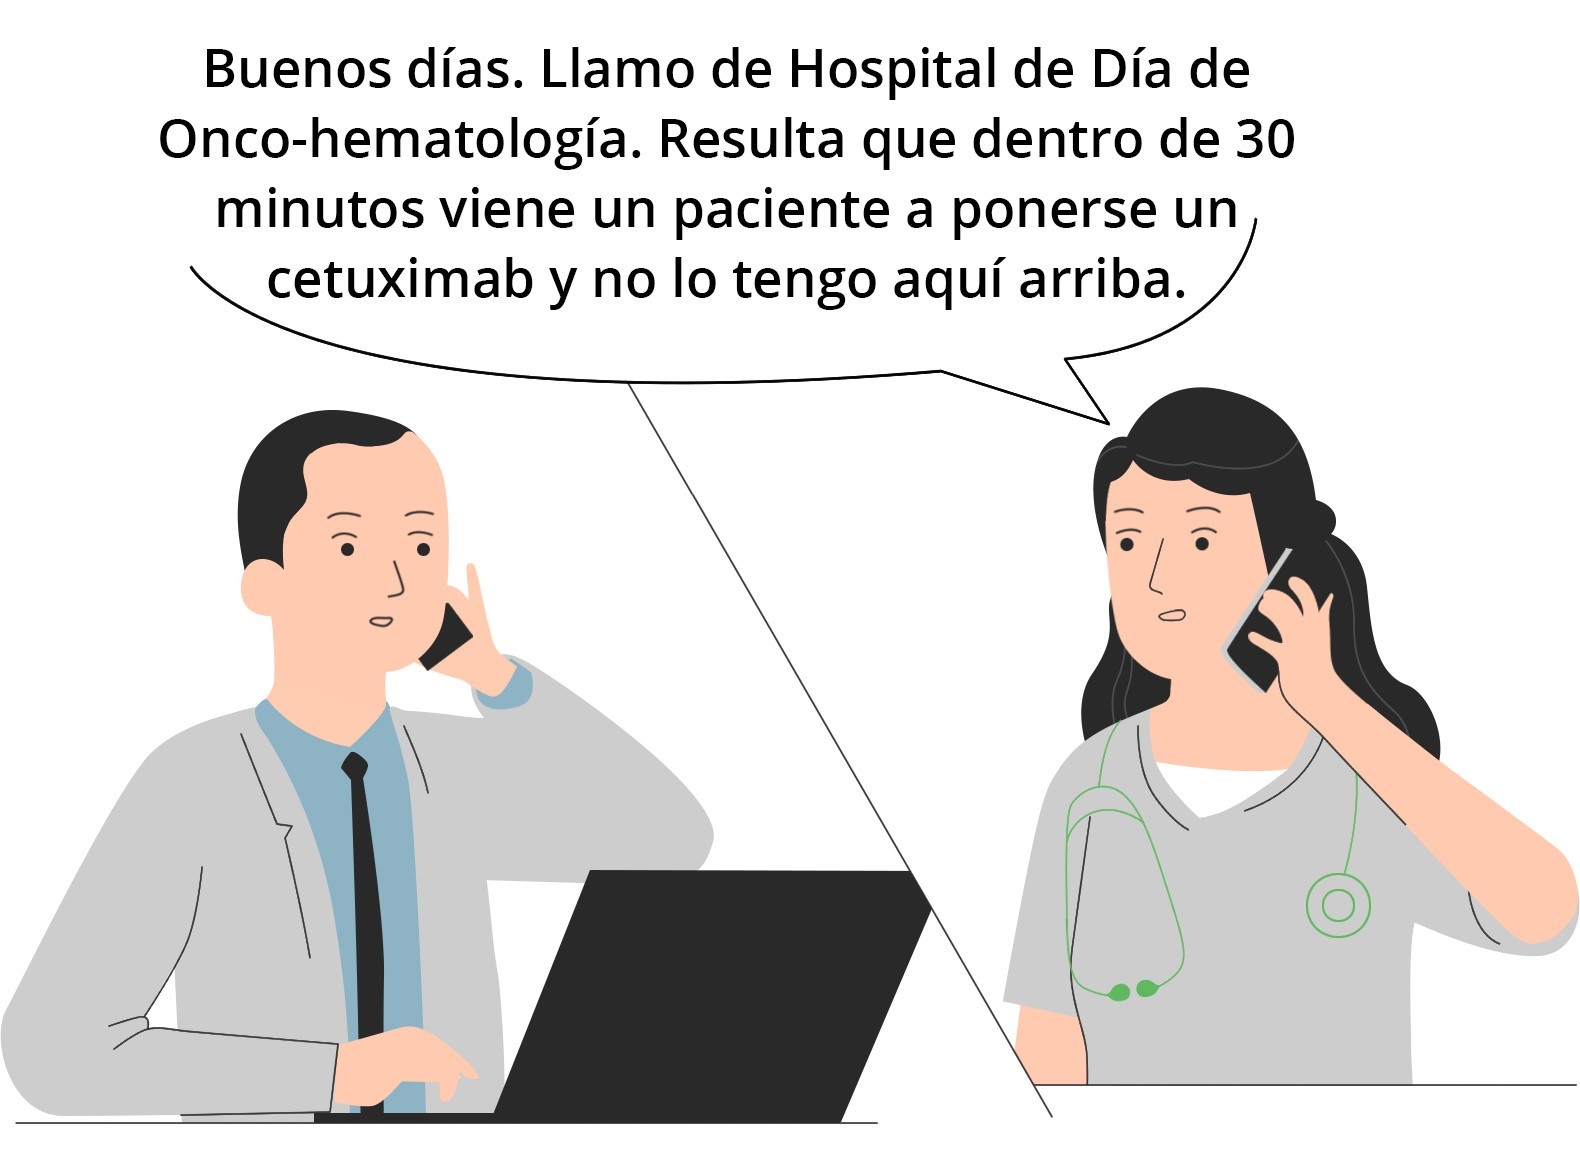 Buenos días. Llamo de Hospital de Día de
Onco-hematología. Resulta que dentro de 30
minutos viene un paciente a ponerse un
cetuximab y no lo tengo aquí arriba.